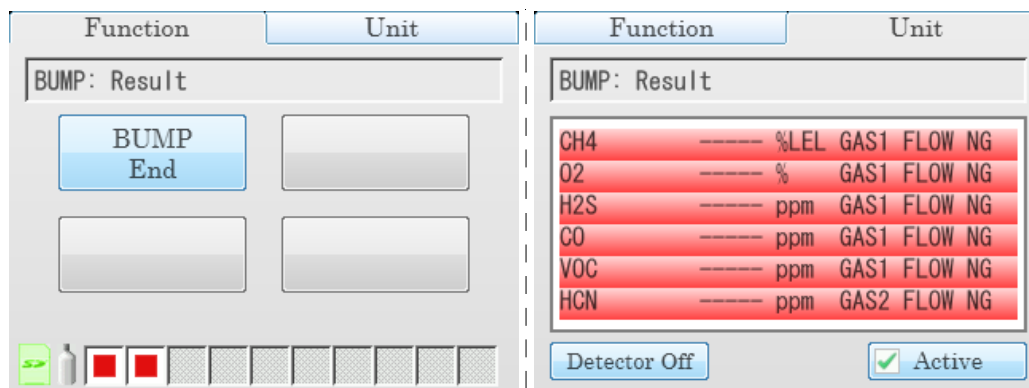 Function Unit
BUMP: Result
BUMP
End
SD
Function Unit
BUMP: Result
CH4 ----- %LEL GAS1 FLOW NG
O2 ----- % GAS1 FLOW NG
H2S ----- ppm GAS1 FLOW NG
CO ----- ppm GAS1 FLOW NG
VOC ----- ppm GAS1 FLOW NG
HCN ----- ppm GAS2 FLOW NG
Detector Off Active